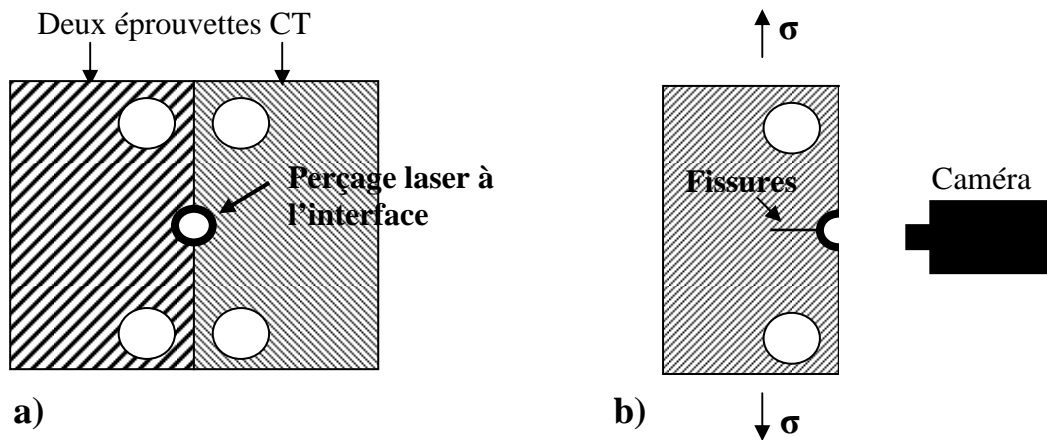 Deux éprouvettes CT
Perçage laser à
l'interface
a)
σ
Fissures
Caméra
b)
σ